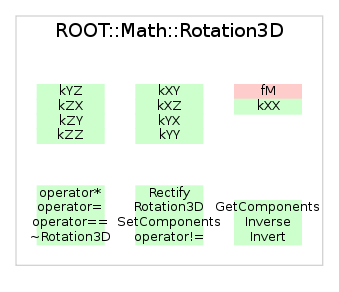 ROOT::Math::Rotation3D
kYZ
kZX
kZY
kZZ
kXY
kXZ
kYX
kYY
fM
kXX
operator*
operator=
operator==
~Rotation3D
Rectify
Rotation3D
SetComponents
operator!=
GetComponents
Inverse
Invert